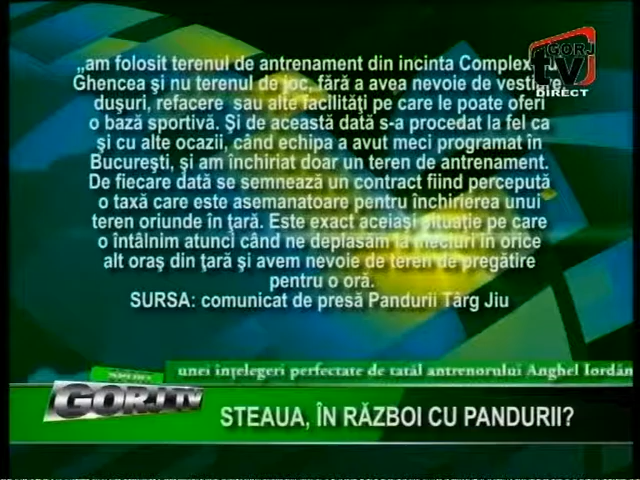 „am folosit terenul de antrenament din incinta
Ghencea şi nu terenul de joc, fără a avea nevoie de
duşuri, refacere sau alte facilităţi pe care le poate oferi
o bază sportivă. Şi de această dată s-a procedat la fel ca
şi cu alte ocazii, când echipa a avut meci programat în
Bucureşti, şi am închiriat doar un teren de antrenament.
De fiecare dată se semnează un contract fiind percepută
o taxă care este asemanatoare pentru închirierea unui
teren oriunde în ţară. Este exact aceiaşi situaţie pe care
o întâlnim atunci când ne deplasăm la meciuri în orice
alt oraş din ţară şi avem nevoie de teren de pregătire
pentru o oră.
SURSA: comunicat de presă Pandurii Târg Jiu
GORJ
tv
DIRECT
SPORT
unei înţelegeri perfectate de tatăl antrenorului Anghel Iordăn
GORJ TV
STEAUA, ÎN RĂZBOI CU PANDURII?